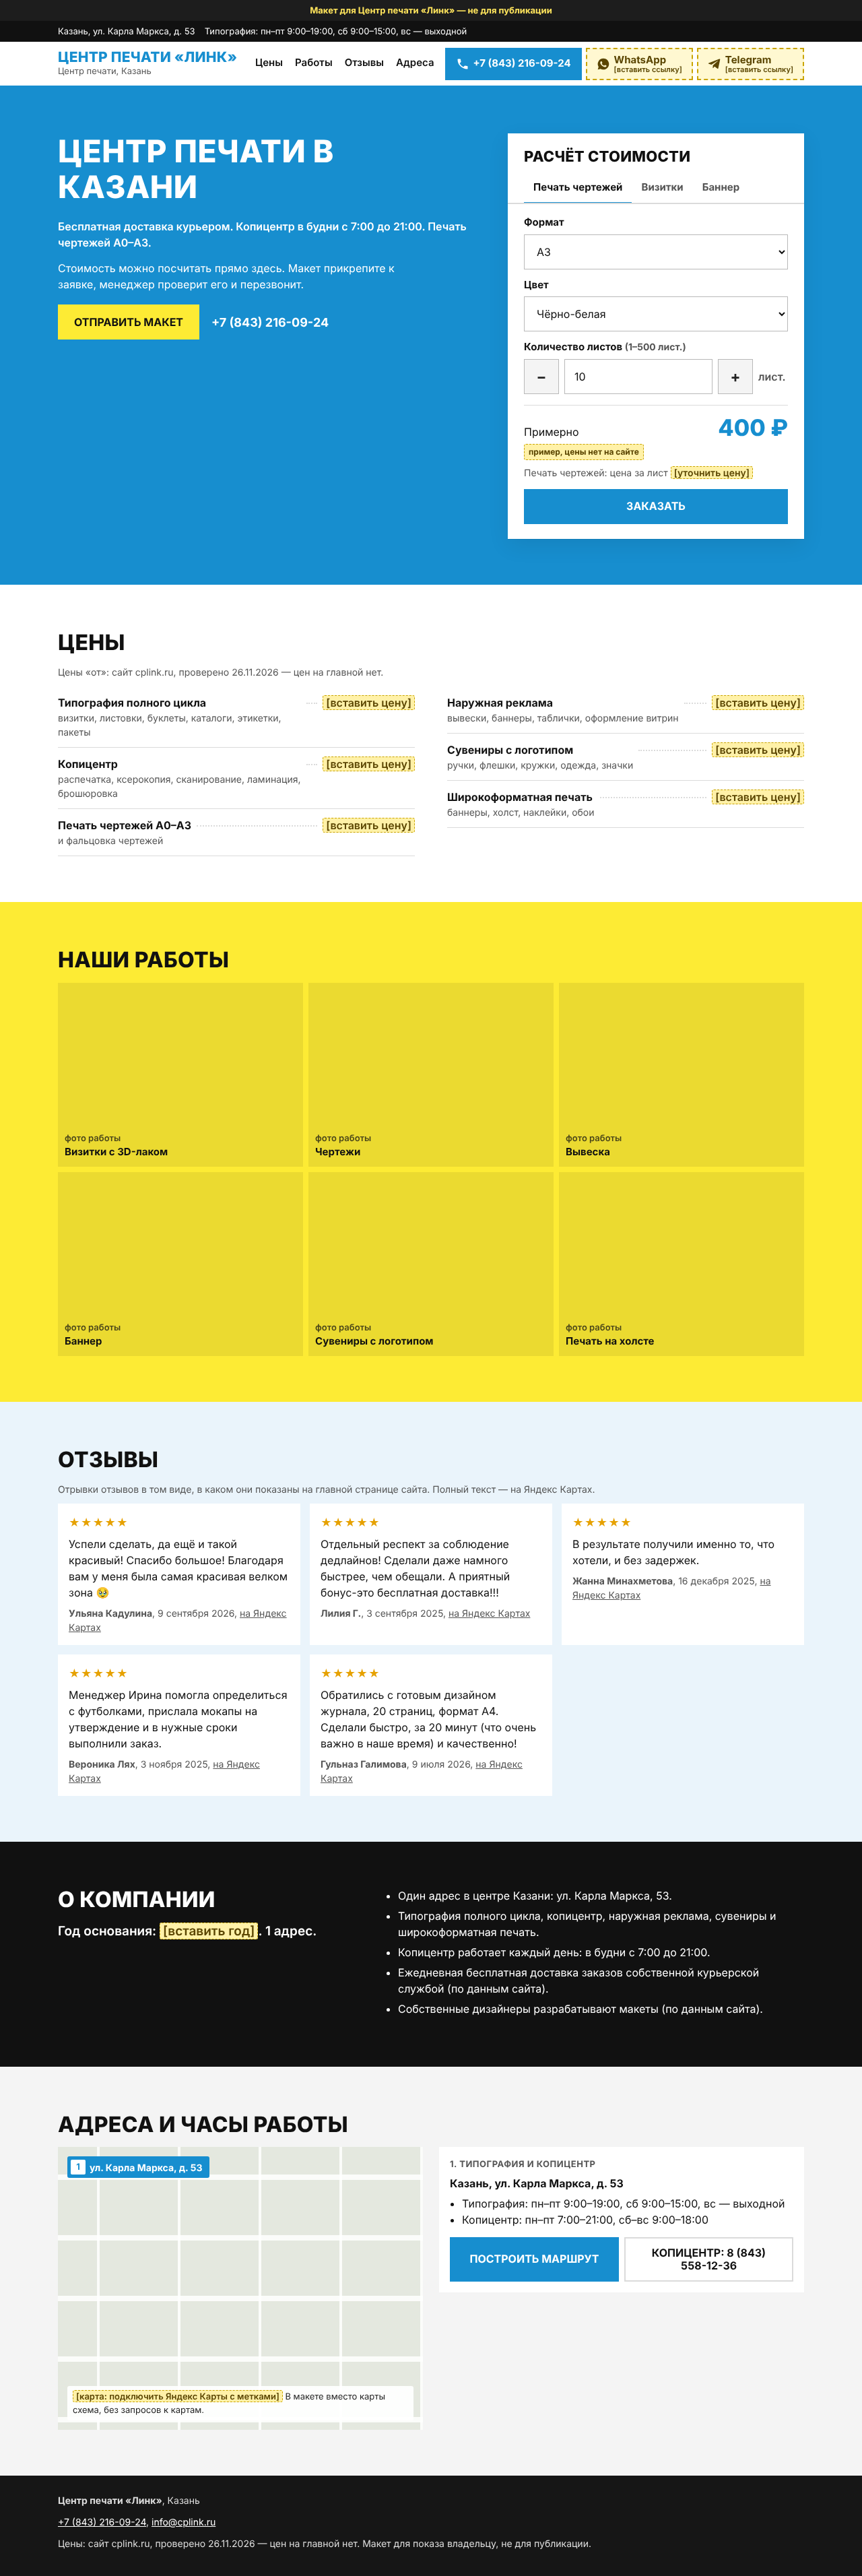 Макет для Центр печати «Линк» — не для публикации
Казань, ул. Карла Маркса, д. 53 Типография: пн–пт 9:00–19:00, сб 9:00–15:00, вс — выходной
ЦЕНТР ПЕЧАТИ «ЛИНК»
Центр печати, Казань
Цены Работы Отзывы Адреса
+7 (843) 216-09-24
WhatsApp
[вставить ссылку]
Telegram
[вставить ссылку]
ЦЕНТР ПЕЧАТИ В
КАЗАНИ
Бесплатная доставка курьером. Копицентр в будни с 7:00 до 21:00. Печать
чертежей А0–А3.
Стоимость можно посчитать прямо здесь. Макет прикрепите к
заявке, менеджер проверит его и перезвонит.
ОТПРАВИТЬ МАКЕТ
+7 (843) 216-09-24
РАСЧЁТ СТОИМОСТИ
Печать чертежей Визитки Баннер
Формат
А3
Цвет
Чёрно-белая
Количество листов (1–500 лист.)
− 10 + лист.
Примерно 400 ₽
пример, цены нет на сайте
Печать чертежей: цена за лист [уточнить цену]
ЗАКАЗАТЬ
ЦЕНЫ
Цены «от»: сайт cplink.ru, проверено 26.11.2026 — цен на главной нет.
Типография полного цикла [вставить цену]
визитки, листовки, буклеты, каталоги, этикетки,
пакеты
Копицентр [вставить цену]
распечатка, ксерокопия, сканирование, ламинация,
брошюровка
Печать чертежей А0–А3 [вставить цену]
и фальцовка чертежей
Наружная реклама [вставить цену]
вывески, баннеры, таблички, оформление витрин
Сувениры с логотипом [вставить цену]
ручки, флешки, кружки, одежда, значки
Широкоформатная печать [вставить цену]
баннеры, холст, наклейки, обои
НАШИ РАБОТЫ
фото работы
Визитки с 3D-лаком
фото работы
Чертежи
фото работы
Вывеска
фото работы
Баннер
фото работы
Сувениры с логотипом
фото работы
Печать на холсте
ОТЗЫВЫ
Отрывки отзывов в том виде, в каком они показаны на главной странице сайта. Полный текст — на Яндекс Картах.
★★★★★
Успели сделать, да ещё и такой
красивый! Спасибо большое! Благодаря
вам у меня была самая красивая велком
зона 🥹
Ульяна Кадулина, 9 сентября 2026, на Яндекс
Картах
★★★★★
Отдельный респект за соблюдение
дедлайнов! Сделали даже намного
быстрее, чем обещали. А приятный
бонус-это бесплатная доставка!!!
Лилия Г., 3 сентября 2025, на Яндекс Картах
★★★★★
В результате получили именно то, что
хотели, и без задержек.
Жанна Минахметова, 16 декабря 2025, на
Яндекс Картах
★★★★★
Менеджер Ирина помогла определиться
с футболками, прислала мокапы на
утверждение и в нужные сроки
выполнили заказ.
Вероника Лях, 3 ноября 2025, на Яндекс
Картах
★★★★★
Обратились с готовым дизайном
журнала, 20 страниц, формат А4.
Сделали быстро, за 20 минут (что очень
важно в наше время) и качественно!
Гульназ Галимова, 9 июля 2026, на Яндекс
Картах
О КОМПАНИИ
Год основания: [вставить год]. 1 адрес.
• Один адрес в центре Казани: ул. Карла Маркса, 53.
• Типография полного цикла, копицентр, наружная реклама, сувениры и
широкоформатная печать.
• Копицентр работает каждый день: в будни с 7:00 до 21:00.
• Ежедневная бесплатная доставка заказов собственной курьерской
службой (по данным сайта).
• Собственные дизайнеры разрабатывают макеты (по данным сайта).
АДРЕСА И ЧАСЫ РАБОТЫ
1 ул. Карла Маркса, д. 53
[карта: подключить Яндекс Карты с метками] В макете вместо карты
схема, без запросов к картам.
1. ТИПОГРАФИЯ И КОПИЦЕНТР
Казань, ул. Карла Маркса, д. 53
• Типография: пн–пт 9:00–19:00, сб 9:00–15:00, вс — выходной
• Копицентр: пн–пт 7:00–21:00, сб–вс 9:00–18:00
ПОСТРОИТЬ МАРШРУТ
КОПИЦЕНТР: 8 (843)
558-12-36
Центр печати «Линк», Казань
+7 (843) 216-09-24, info@cplink.ru
Цены: сайт cplink.ru, проверено 26.11.2026 — цен на главной нет. Макет для показа владельцу, не для публикации.